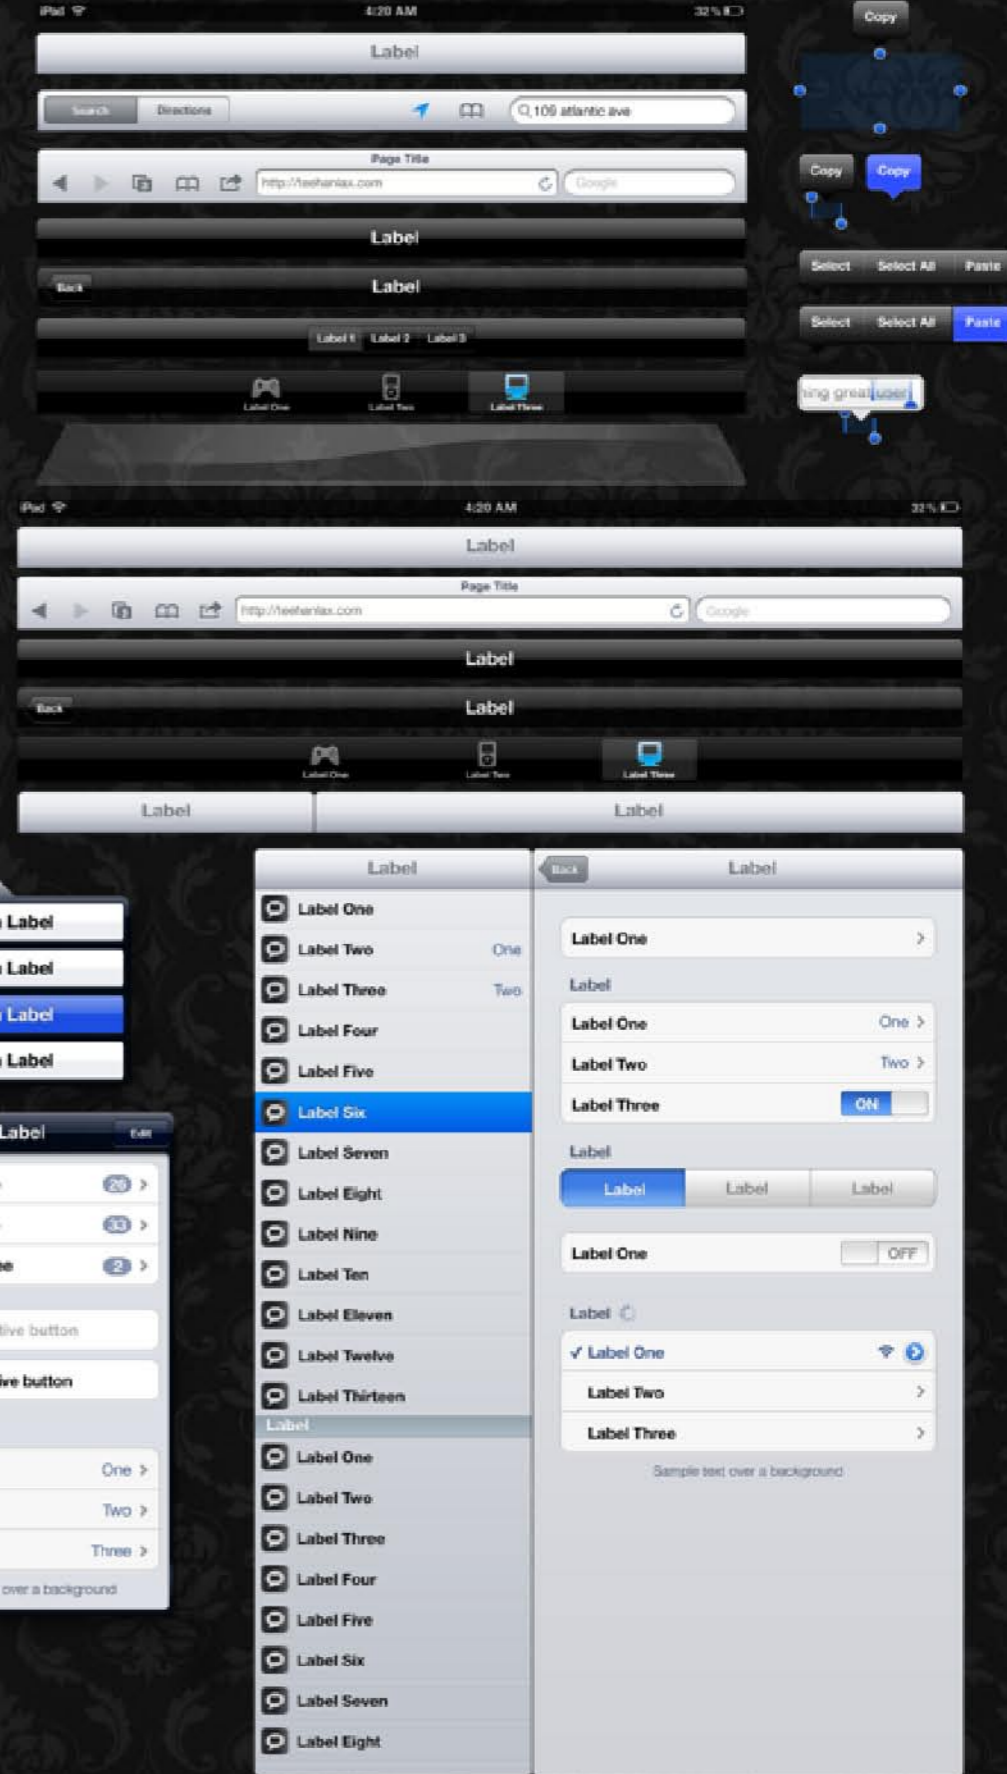 iPad 4:20 AM 32%
Label
Search Directions 109 atlantic ave
Page Title
http://teehanlax.com Google
Label
Back Label
Label 1 Label 2 Label 3
Label One Label Two Label Three
Copy
Copy Copy
Select Select All Paste
Select Select All Paste
hing great user
iPad 4:20 AM 32%
Label
Page Title
http://teehanlax.com Google
Label
Back Label
Label One Label Two Label Three
Label Label
Label
Label
Label
Label
Label Edit
26
33
2
button
button
One
Two
Three
over a background
Label
Label One
Label Two One
Label Three Two
Label Four
Label Five
Label Six
Label Seven
Label Eight
Label Nine
Label Ten
Label Eleven
Label Twelve
Label Thirteen
Label
Label One
Label Two
Label Three
Label Four
Label Five
Label Six
Label Seven
Label Eight
Back Label
Label One
Label
Label One One
Label Two Two
Label Three ON
Label
Label Label Label
Label One OFF
Label
✓ Label One
Label Two
Label Three
Sample text over a background